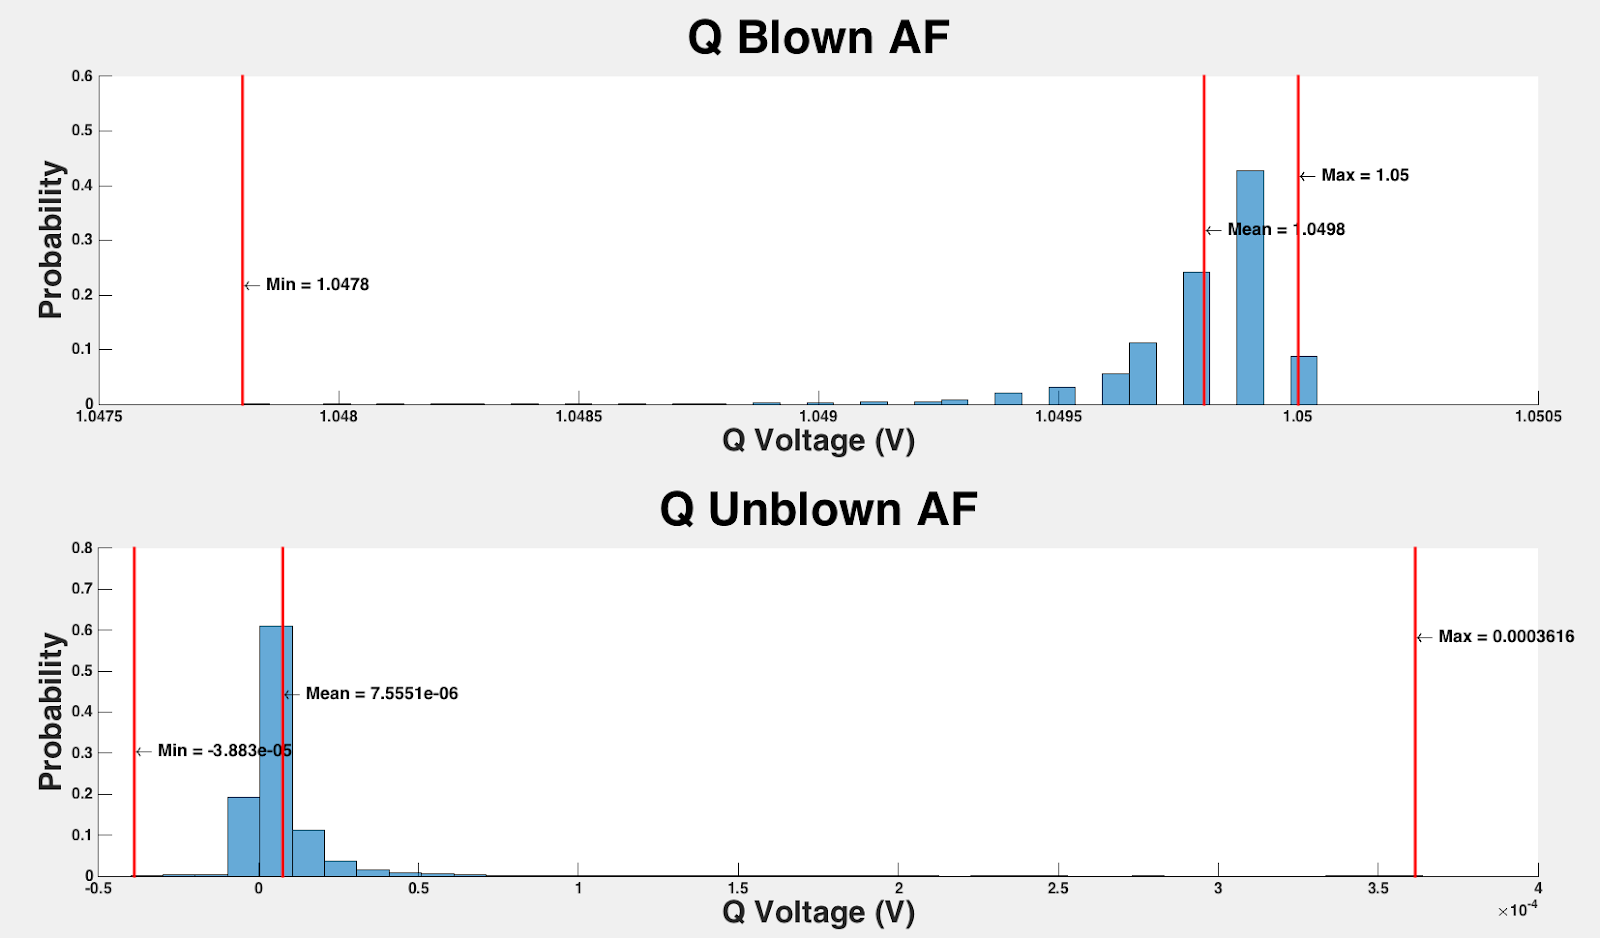 Q Blown AF
0.6
0.5
0.4
0.3
0.2
0.1
0
Probability
← Max = 1.05
← Mean = 1.0498
← Min = 1.0478
1.0475 1.048 1.0485 1.049 1.0495 1.05 1.0505
Q Voltage (V)
Q Unblown AF
0.8
0.7
0.6
0.5
0.4
0.3
0.2
0.1
0
Probability
← Max = 0.0003616
← Mean = 7.5551e-06
← Min = -3.883e-05
-0.5 0 0.5 1 1.5 2 2.5 3 3.5 4
×10⁻⁴
Q Voltage (V)